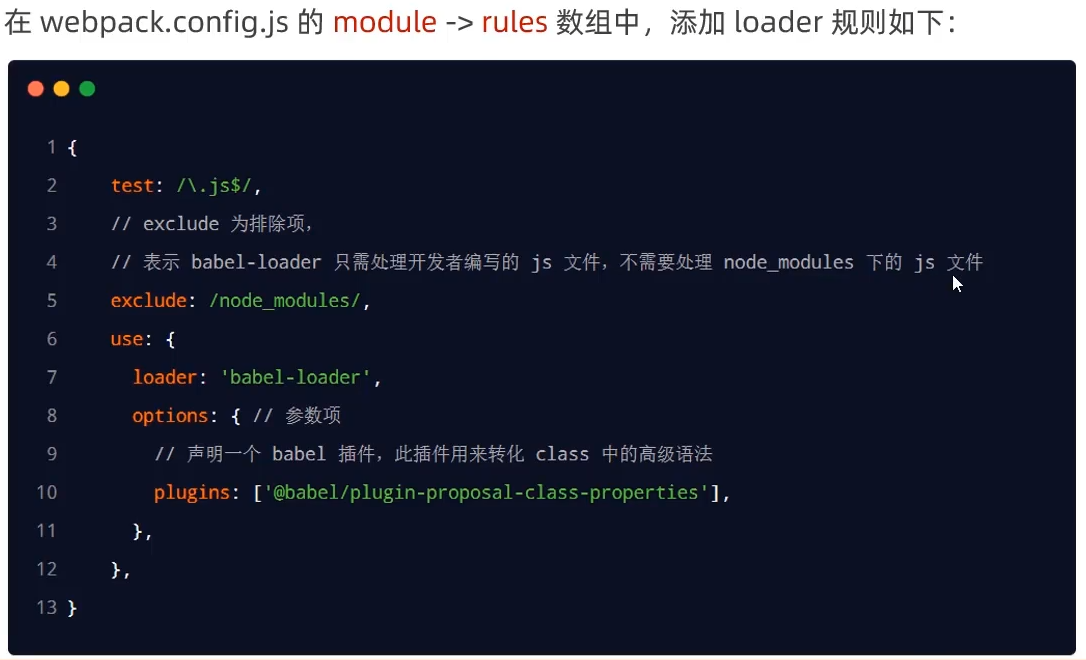 在 webpack.config.js 的 module -> rules 数组中，添加 loader 规则如下：
1 {
2     test: /\.js$/,
3     // exclude 为排除项，
4     // 表示 babel-loader 只需处理开发者编写的 js 文件，不需要处理 node_modules 下的 js 文件
5     exclude: /node_modules/,
6     use: {
7       loader: 'babel-loader',
8       options: { // 参数项
9         // 声明一个 babel 插件，此插件用来转化 class 中的高级语法
10         plugins: ['@babel/plugin-proposal-class-properties'],
11       },
12     },
13 }